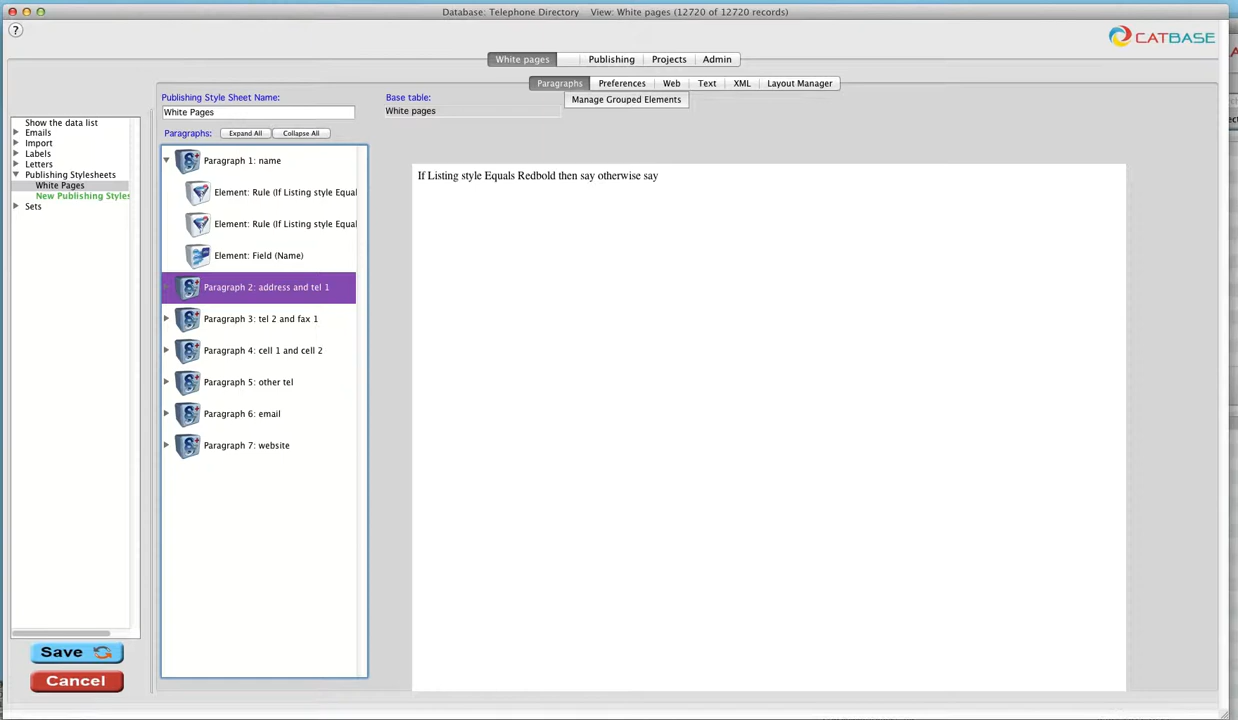 Database: Telephone Directory View: White pages (12720 of 12720 records)
?
CATBASE
White pages Publishing Projects Admin
Paragraphs Preferences Web Text XML Layout Manager
Manage Grouped Elements
Publishing Style Sheet Name:
White Pages
Base table:
White pages
Paragraphs: Expand All Collapse All
Show the data list
Emails
Import
Labels
Letters
Publishing Stylesheets
White Pages
New Publishing Styles
Sets
Paragraph 1: name
Element: Rule (If Listing style Equal
Element: Rule (If Listing style Equal
Element: Field (Name)
Paragraph 2: address and tel 1
Paragraph 3: tel 2 and fax 1
Paragraph 4: cell 1 and cell 2
Paragraph 5: other tel
Paragraph 6: email
Paragraph 7: website
If Listing style Equals Redbold then say otherwise say
Save
Cancel